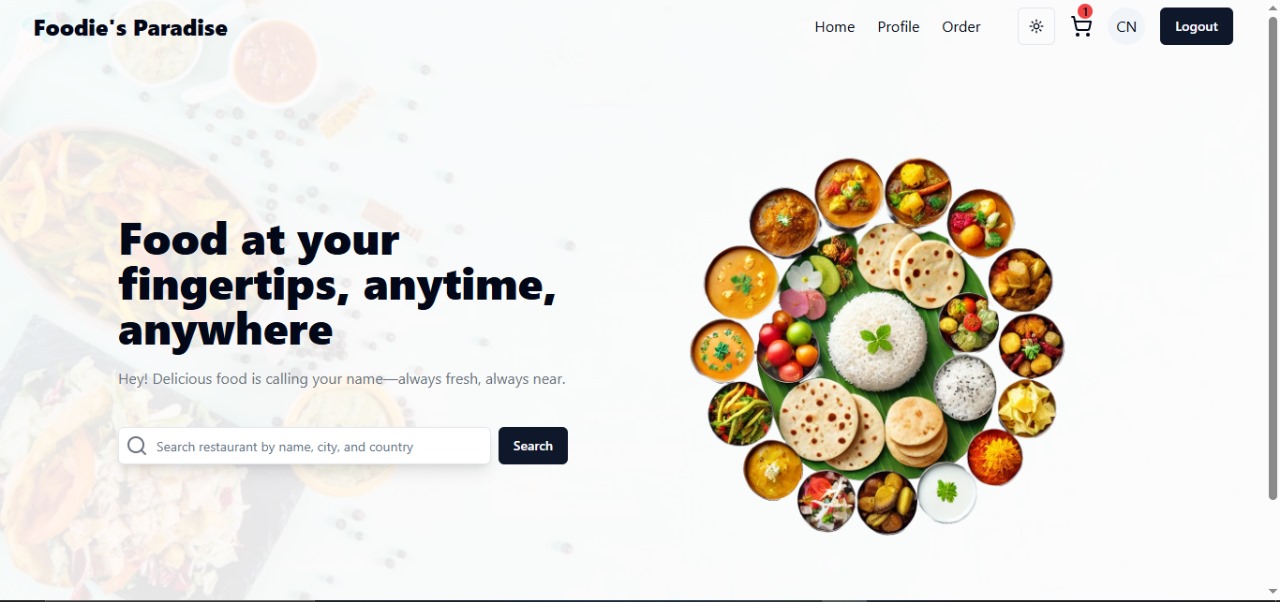 Foodie's Paradise
Home Profile Order 1 CN Logout
Food at your
fingertips, anytime,
anywhere
Hey! Delicious food is calling your name—always fresh, always near.
Search restaurant by name, city, and country Search